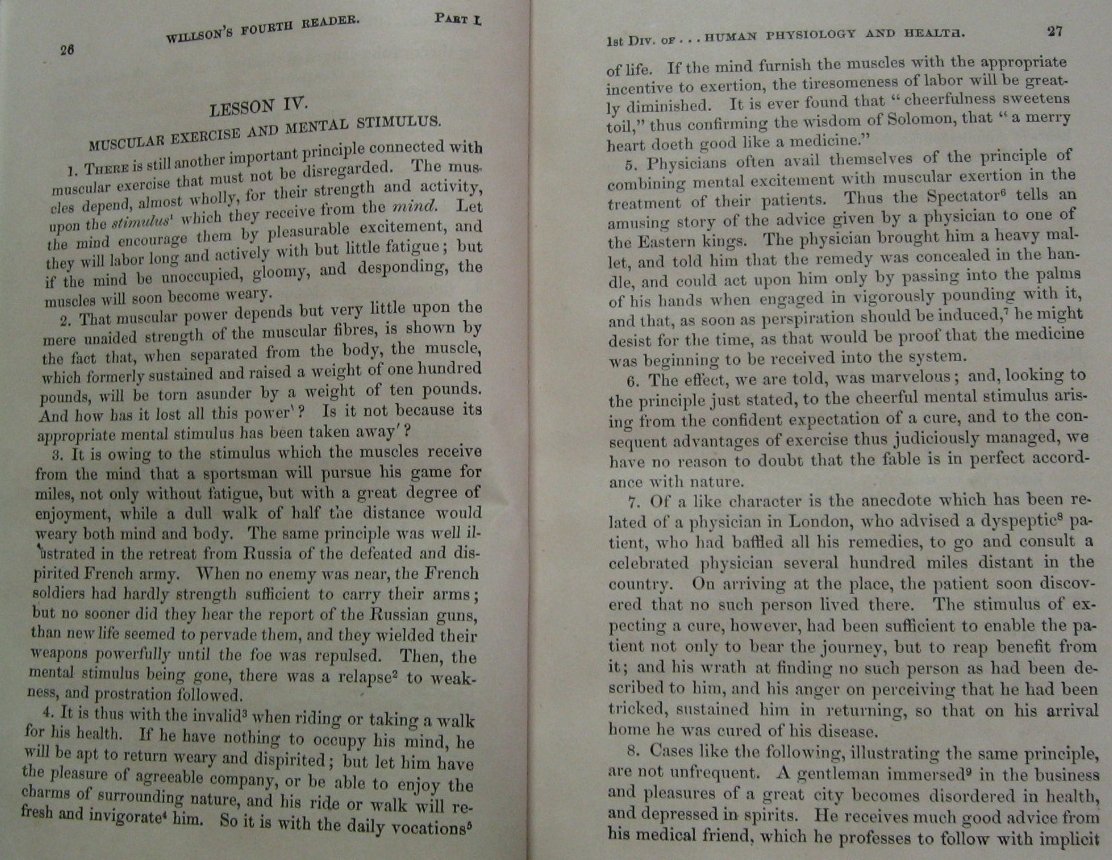 26
WILLSON'S FOURTH READER.
PART I.
LESSON IV.
MUSCULAR EXERCISE AND MENTAL STIMULUS.
1. THERE is still another important principle connected with
muscular exercise that must not be disregarded. The mus-
cles depend, almost wholly, for their strength and activity,
upon the stimulus¹ which they receive from the mind. Let
the mind encourage them by pleasurable excitement, and
they will labor long and actively with but little fatigue; but
if the mind be unoccupied, gloomy, and desponding, the
muscles will soon become weary.
2. That muscular power depends but very little upon the
mere unaided strength of the muscular fibres, is shown by
the fact that, when separated from the body, the muscle,
which formerly sustained and raised a weight of one hundred
pounds, will be torn asunder by a weight of ten pounds.
And how has it lost all this power‵? Is it not because its
appropriate mental stimulus has been taken away′?
3. It is owing to the stimulus which the muscles receive
from the mind that a sportsman will pursue his game for
miles, not only without fatigue, but with a great degree of
enjoyment, while a dull walk of half the distance would
weary both mind and body. The same principle was well il-
lustrated in the retreat from Russia of the defeated and dis-
pirited French army. When no enemy was near, the French
soldiers had hardly strength sufficient to carry their arms;
but no sooner did they hear the report of the Russian guns,
than new life seemed to pervade them, and they wielded their
weapons powerfully until the foe was repulsed. Then, the
mental stimulus being gone, there was a relapse² to weak-
ness, and prostration followed.
4. It is thus with the invalid³ when riding or taking a walk
for his health. If he have nothing to occupy his mind, he
will be apt to return weary and dispirited; but let him have
the pleasure of agreeable company, or be able to enjoy the
charms of surrounding nature, and his ride or walk will re-
fresh and invigorate⁴ him. So it is with the daily vocations⁵
1st DIV. OF . . . HUMAN PHYSIOLOGY AND HEALTH.
27
of life. If the mind furnish the muscles with the appropriate
incentive to exertion, the tiresomeness of labor will be great-
ly diminished. It is ever found that "cheerfulness sweetens
toil," thus confirming the wisdom of Solomon, that "a merry
heart doeth good like a medicine."
5. Physicians often avail themselves of the principle of
combining mental excitement with muscular exertion in the
treatment of their patients. Thus the Spectator⁶ tells an
amusing story of the advice given by a physician to one of
the Eastern kings. The physician brought him a heavy mal-
let, and told him that the remedy was concealed in the han-
dle, and could act upon him only by passing into the palms
of his hands when engaged in vigorously pounding with it,
and that, as soon as perspiration should be induced,⁷ he might
desist for the time, as that would be proof that the medicine
was beginning to be received into the system.
6. The effect, we are told, was marvelous; and, looking to
the principle just stated, to the cheerful mental stimulus aris-
ing from the confident expectation of a cure, and to the con-
sequent advantages of exercise thus judiciously managed, we
have no reason to doubt that the fable is in perfect accord-
ance with nature.
7. Of a like character is the anecdote which has been re-
lated of a physician in London, who advised a dyspeptic⁸ pa-
tient, who had baffled all his remedies, to go and consult a
celebrated physician several hundred miles distant in the
country. On arriving at the place, the patient soon discov-
ered that no such person lived there. The stimulus of ex-
pecting a cure, however, had been sufficient to enable the pa-
tient not only to bear the journey, but to reap benefit from
it; and his wrath at finding no such person as had been de-
scribed to him, and his anger on perceiving that he had been
tricked, sustained him in returning, so that on his arrival
home he was cured of his disease.
8. Cases like the following, illustrating the same principle,
are not unfrequent. A gentleman immersed⁹ in the business
and pleasures of a great city becomes disordered in health,
and depressed in spirits. He receives much good advice from
his medical friend, which he professes to follow with implicit